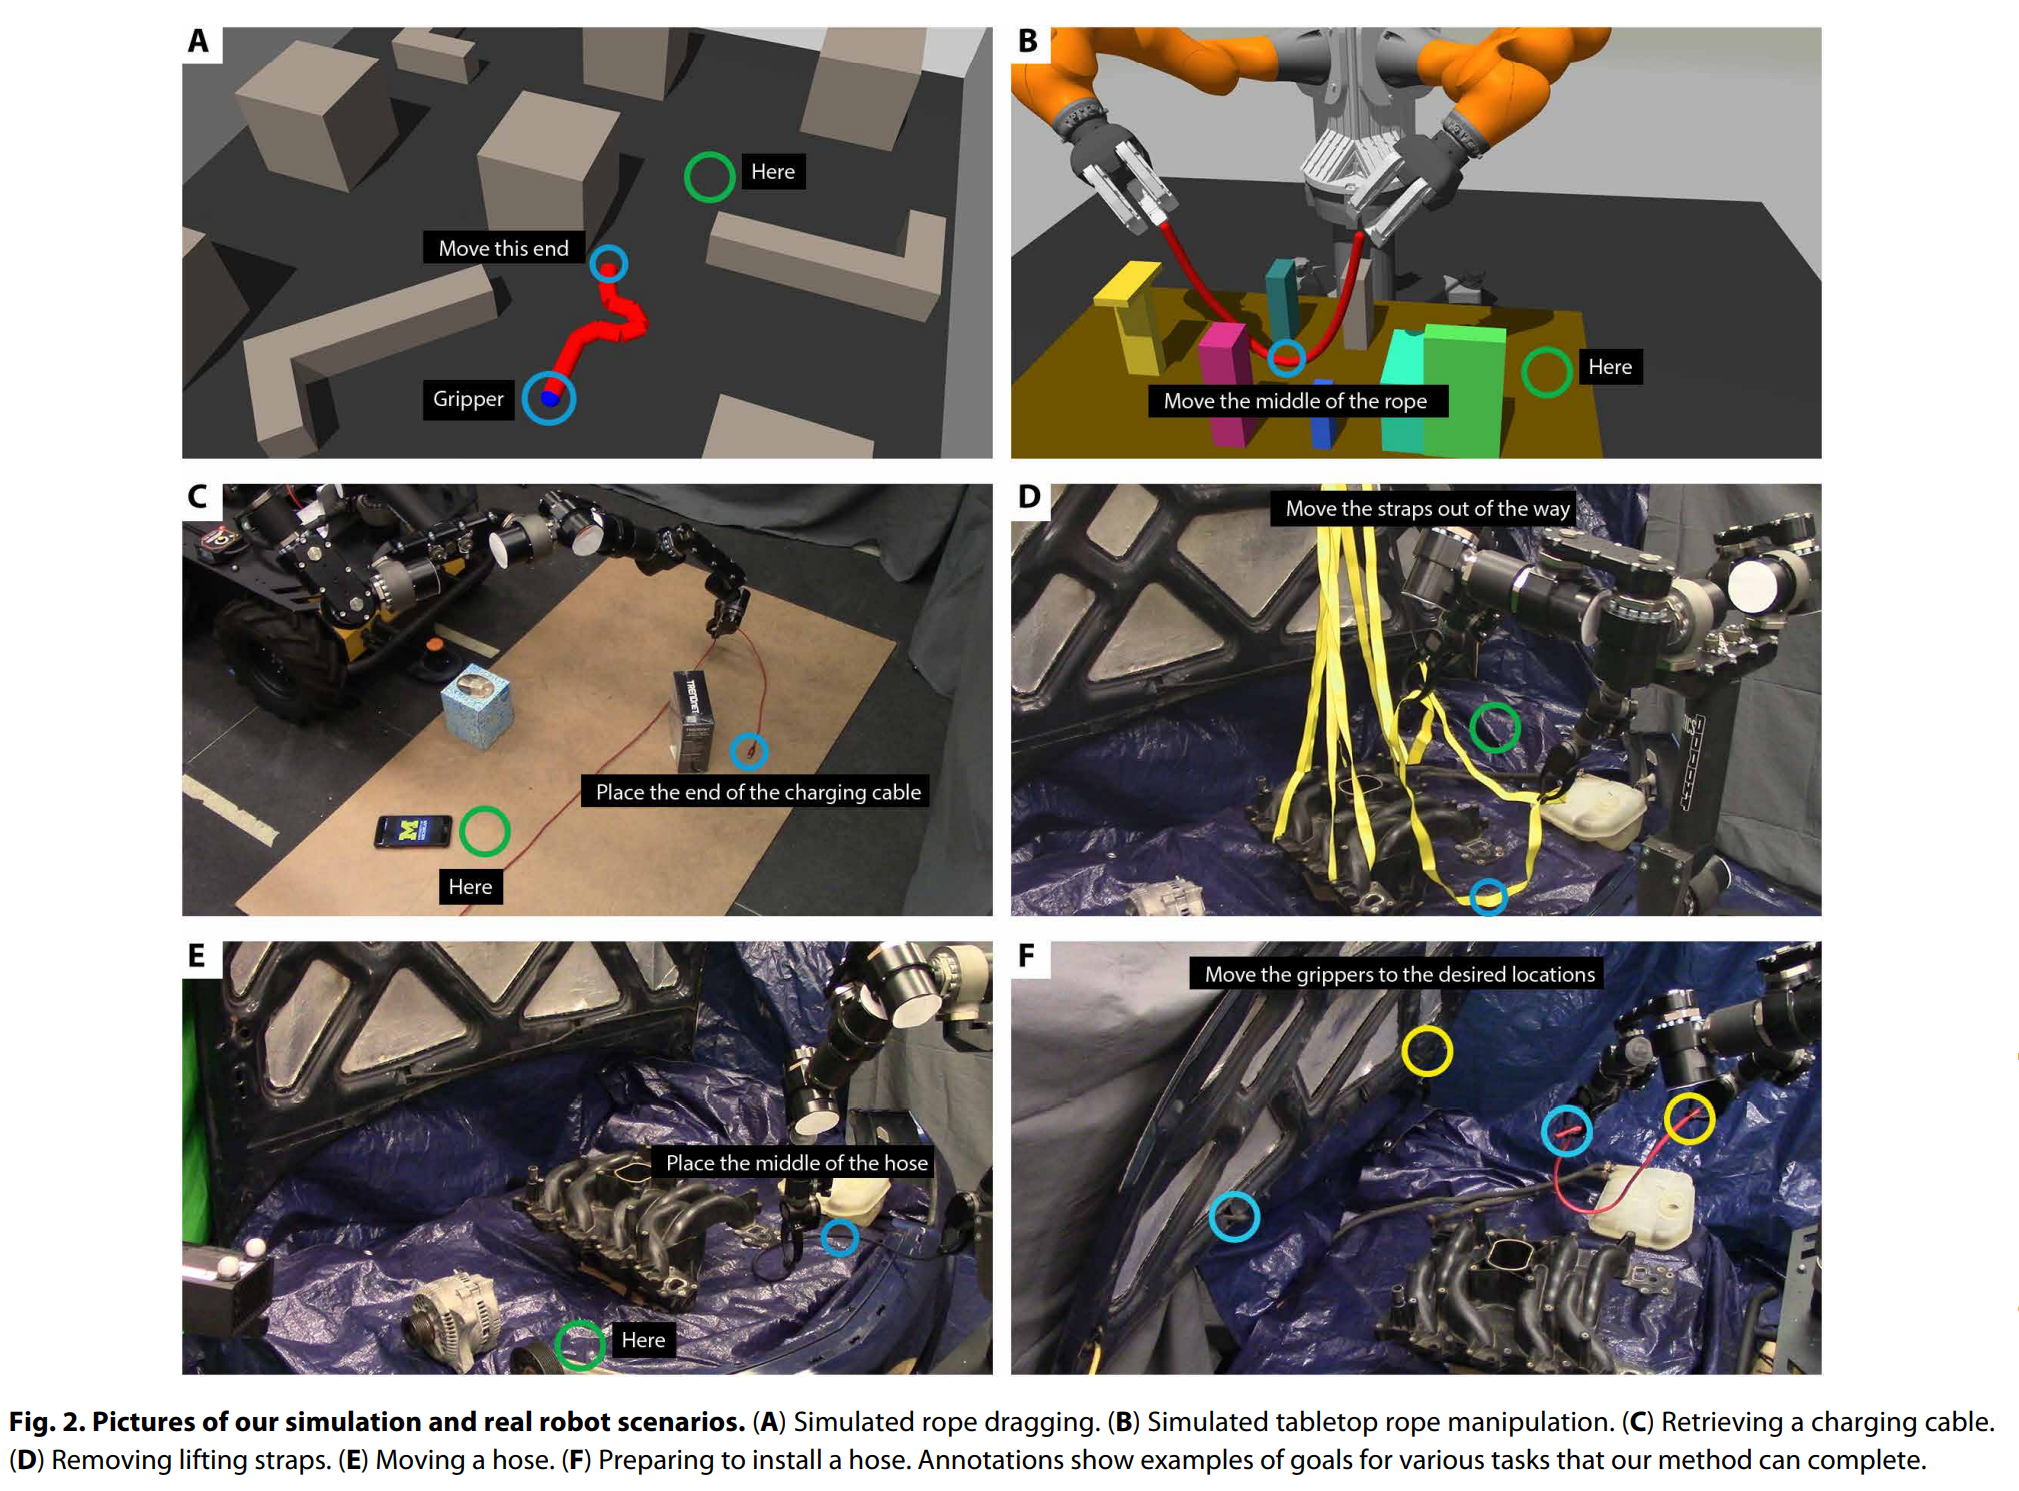 A
Here
Move this end
Gripper
B
Here
Move the middle of the rope
C
TRENDNET
Place the end of the charging cable
M
Here
D
Move the straps out of the way
E
Place the middle of the hose
Here
F
Move the grippers to the desired locations
Fig. 2. Pictures of our simulation and real robot scenarios. (A) Simulated rope dragging. (B) Simulated tabletop rope manipulation. (C) Retrieving a charging cable.
(D) Removing lifting straps. (E) Moving a hose. (F) Preparing to install a hose. Annotations show examples of goals for various tasks that our method can complete.